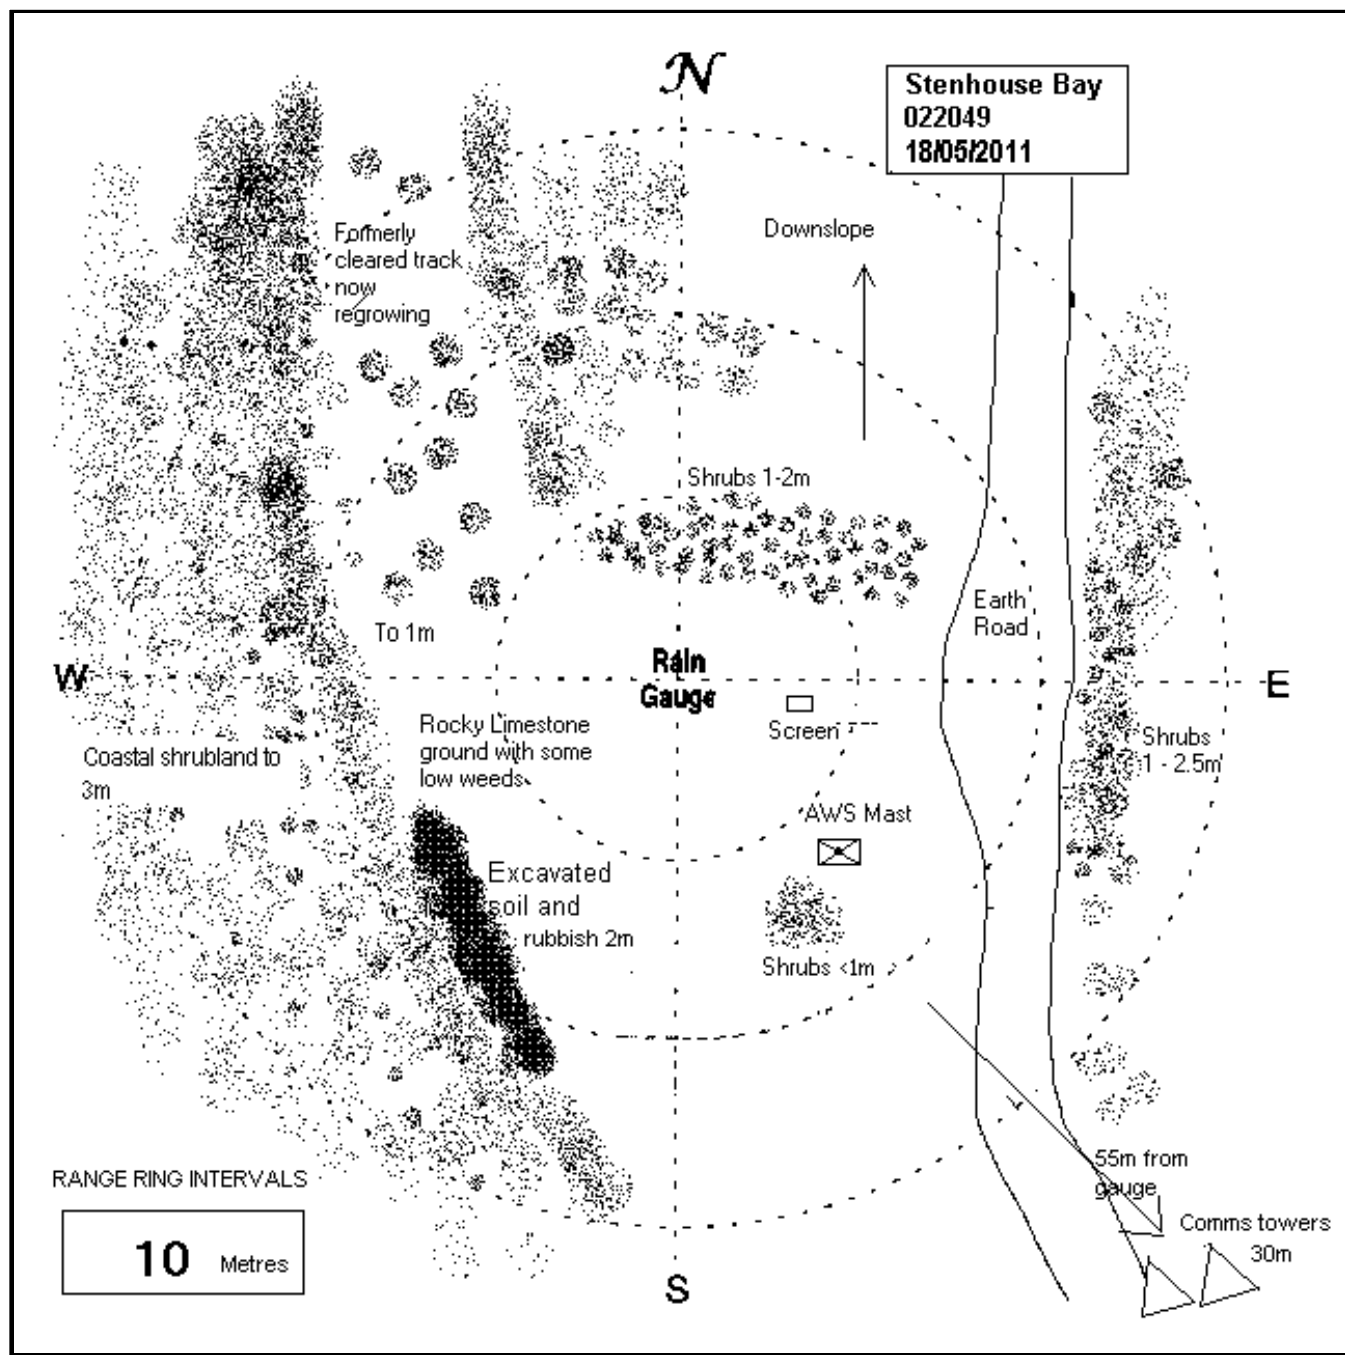 N
Stenhouse Bay
022049
18/05/2011
Downslope
Formerly
cleared track
now
regrowing
Shrubs 1-2m
Earth
Road
To 1m
W
Rain
Gauge
E
Screen
Rocky Limestone
ground with some
low weeds
Coastal shrubland to
3m
Shrubs
1 - 2.5m
AWS Mast
Excavated
soil and
rubbish 2m
Shrubs <1m
55m from
gauge
Comms towers
30m
RANGE RING INTERVALS
10 Metres
S